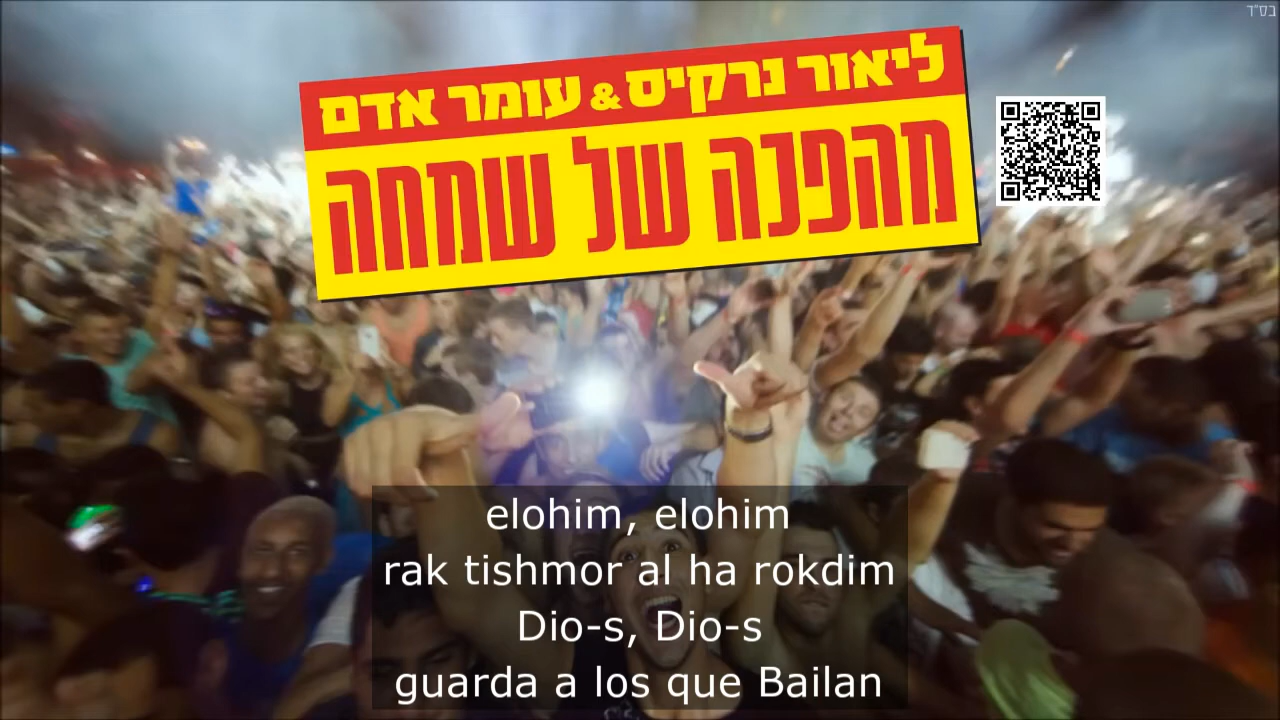 בס"ד
ליאור נרקיס & עומר אדם
מהפכה של שמחה
elohim, elohim
rak tishmor al ha rokdim
Dio-s, Dio-s
guarda a los que Bailan